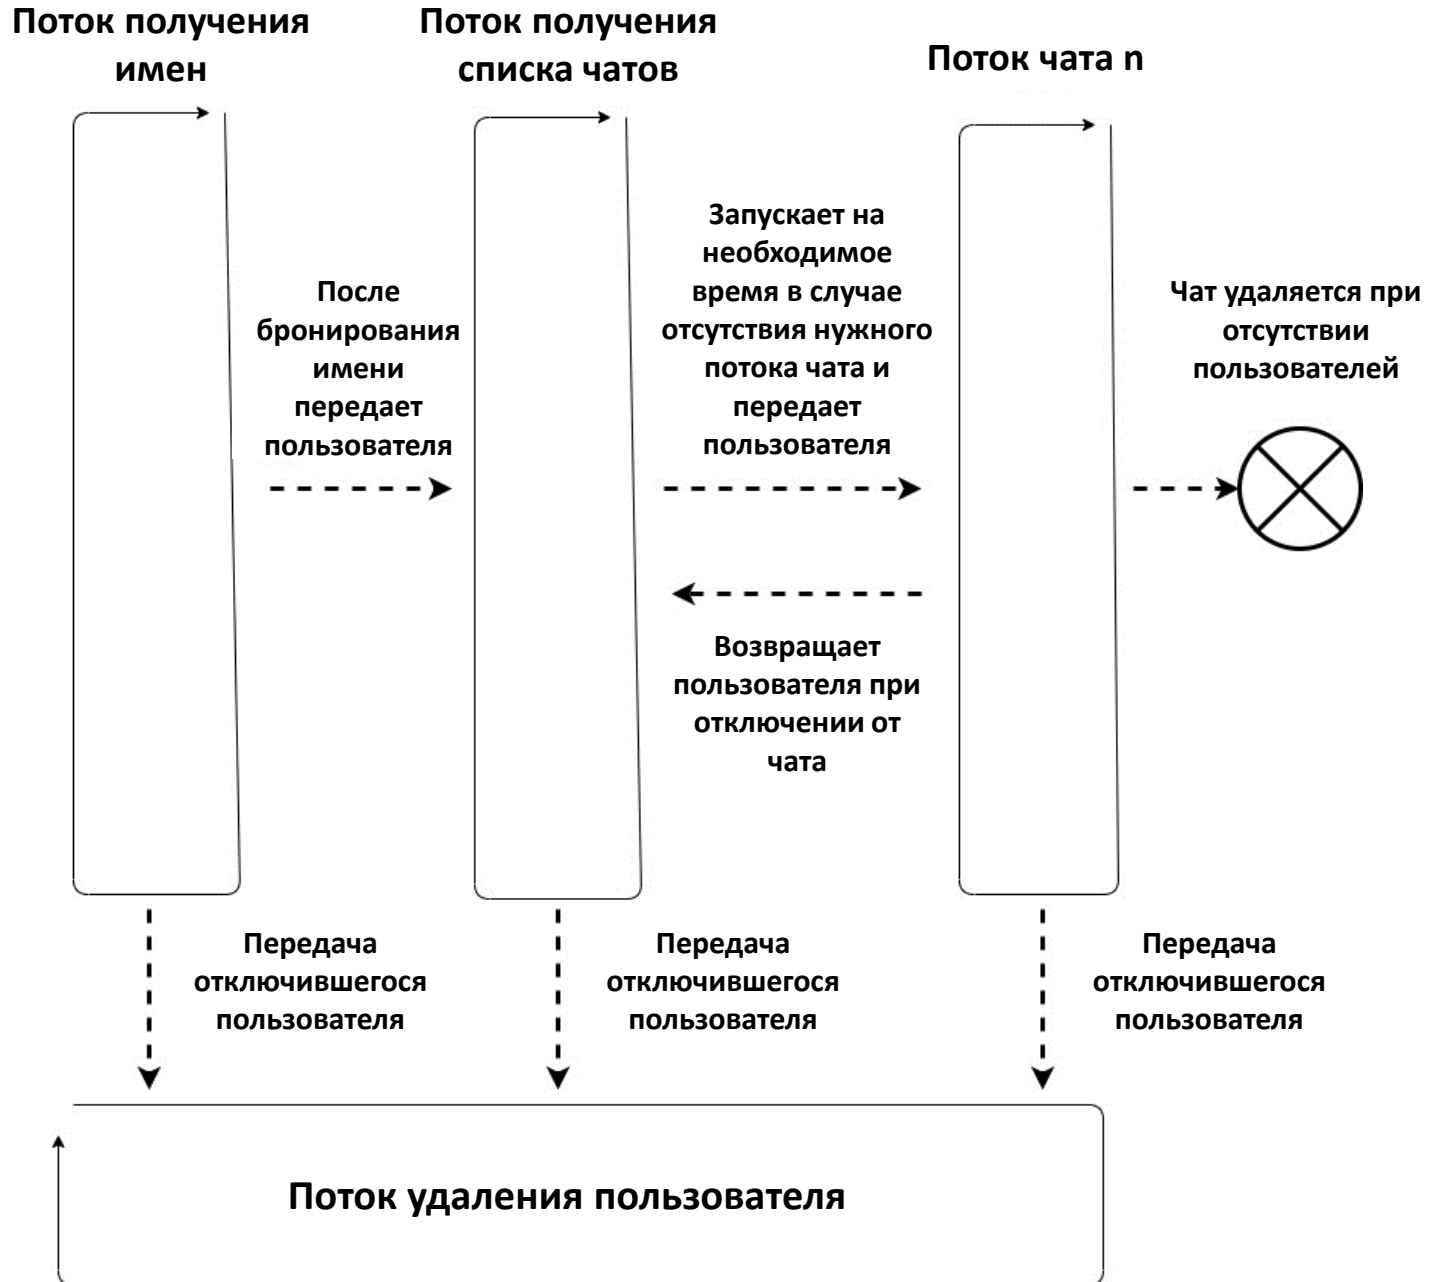 Поток получения
имен
Поток получения
списка чатов
Поток чата n
После
бронирования
имени
передает
пользователя
Запускает на
необходимое
время в случае
отсутствия нужного
потока чата и
передает
пользователя
Чат удаляется при
отсутствии
пользователей
Возвращает
пользователя при
отключении от
чата
Передача
отключившегося
пользователя
Передача
отключившегося
пользователя
Передача
отключившегося
пользователя
Поток удаления пользователя